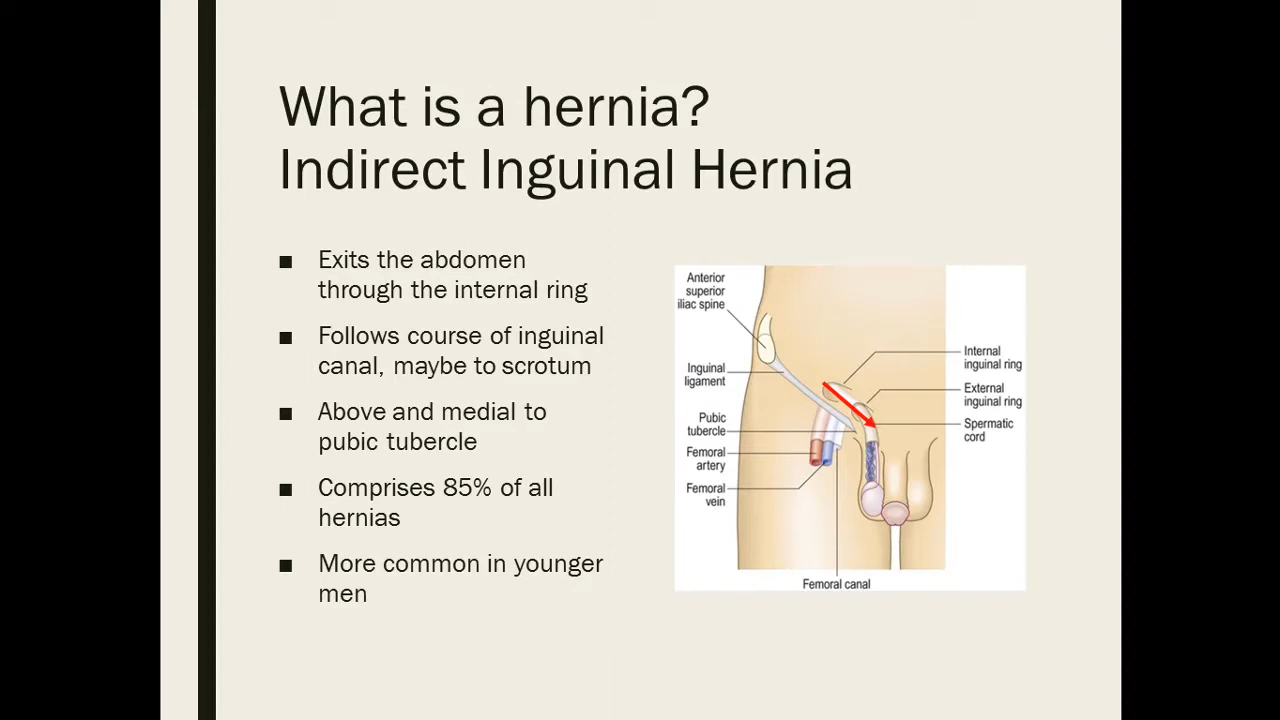 What is a hernia?
Indirect Inguinal Hernia
■ Exits the abdomen
through the internal ring
■ Follows course of inguinal
canal, maybe to scrotum
■ Above and medial to
pubic tubercle
■ Comprises 85% of all
hernias
■ More common in younger
men
Anterior
superior
iliac spine
Inguinal
ligament
Pubic
tubercle
Femoral
artery
Femoral
vein
Internal
inguinal ring
External
inguinal ring
Spermatic
cord
Femoral canal